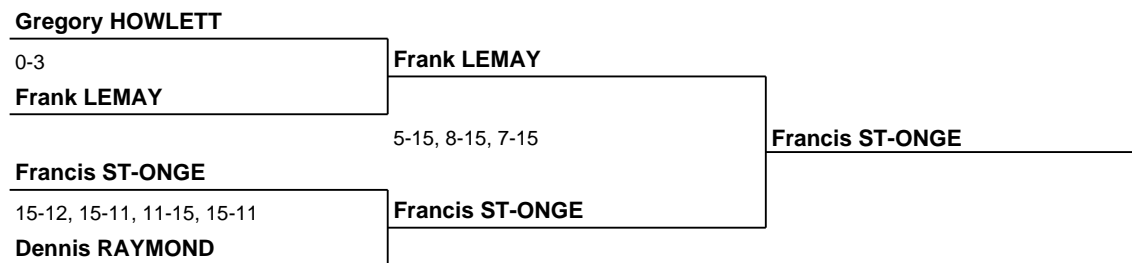 Gregory HOWLETT
0-3
Frank LEMAY
Frank LEMAY
5-15, 8-15, 7-15
Francis ST-ONGE
Francis ST-ONGE
15-12, 15-11, 11-15, 15-11
Francis ST-ONGE
Dennis RAYMOND